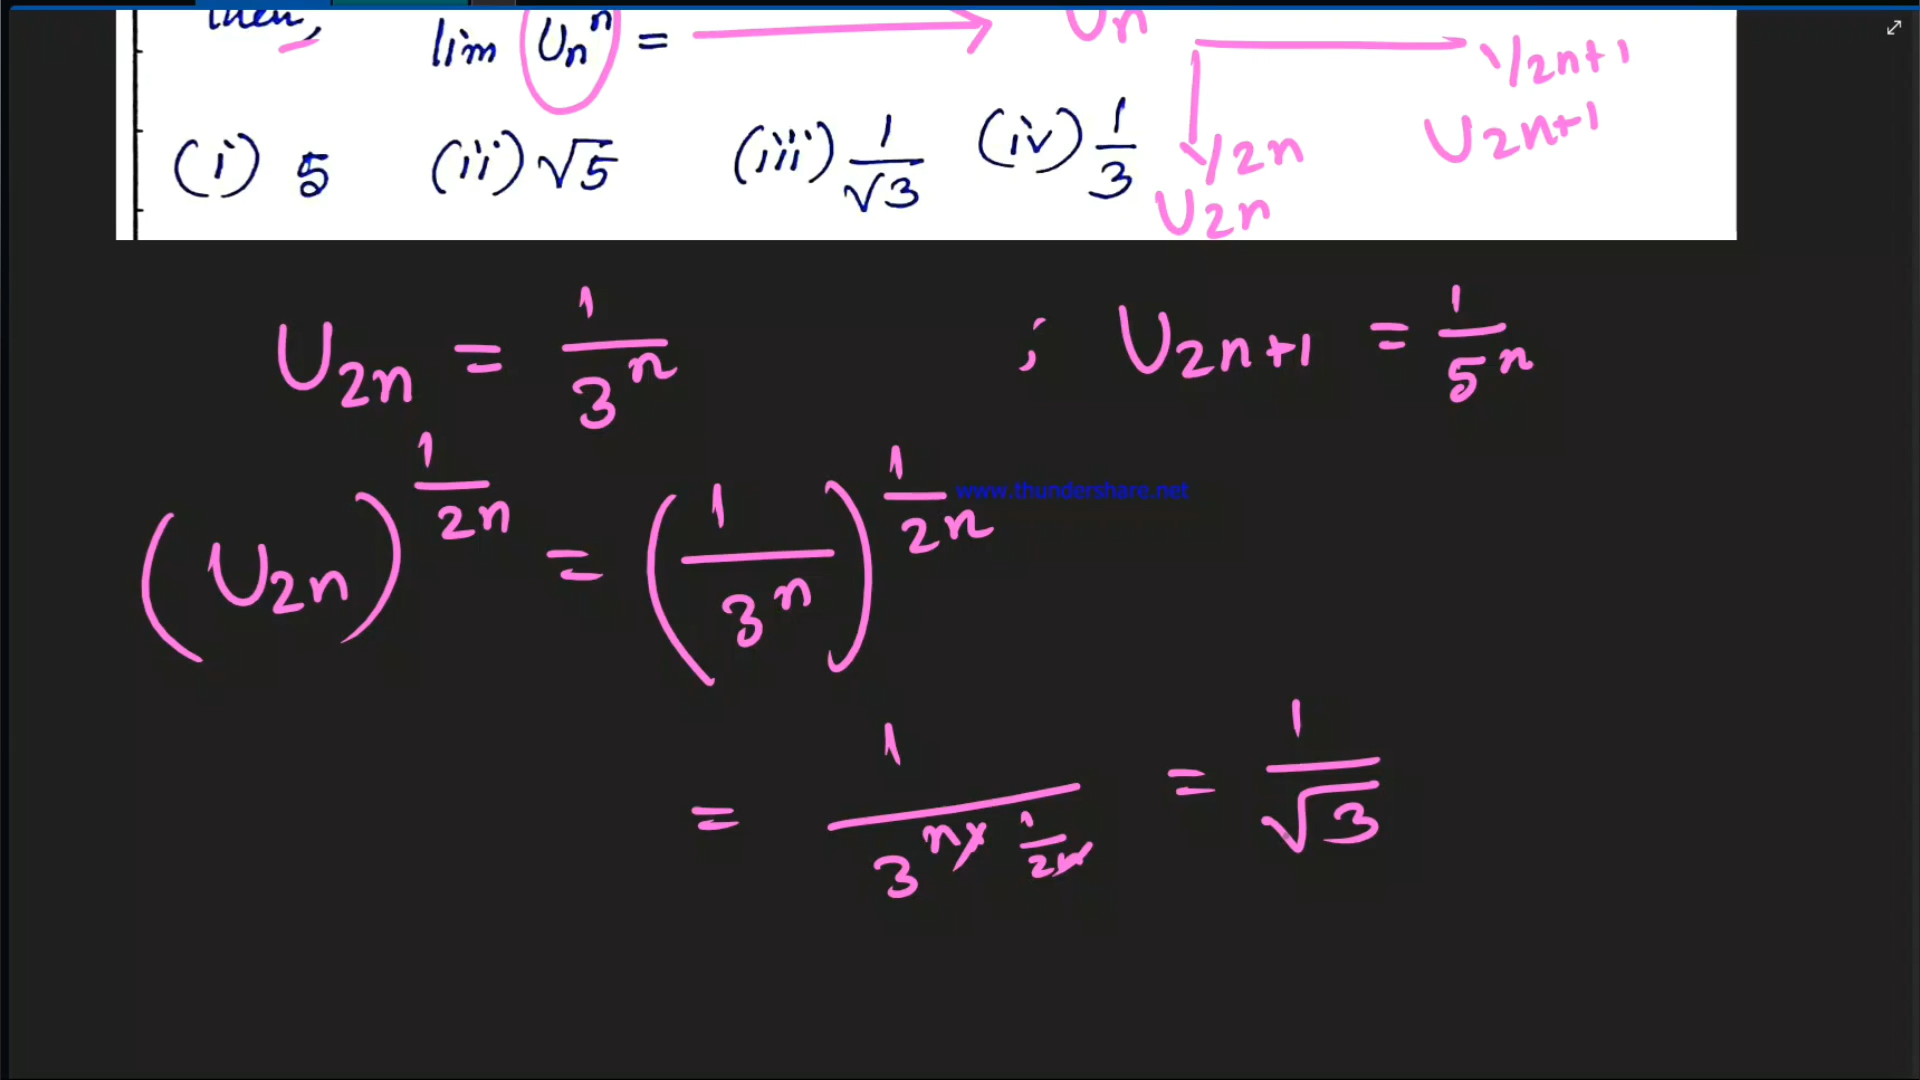 then, lim Uₙⁿ = Uₙ
1/2n+1
U₂ₙ₊₁
(i) 5 (ii) √5 (iii) 1/√3 (iv) 1/3
1/2n
U₂ₙ
U₂ₙ = 1/3ⁿ ; U₂ₙ₊₁ = 1/5ⁿ
(U₂ₙ)^(1/2n) = (1/3ⁿ)^(1/2n)
www.thundershare.net
= 1/3^(n × 1/2n) = 1/√3